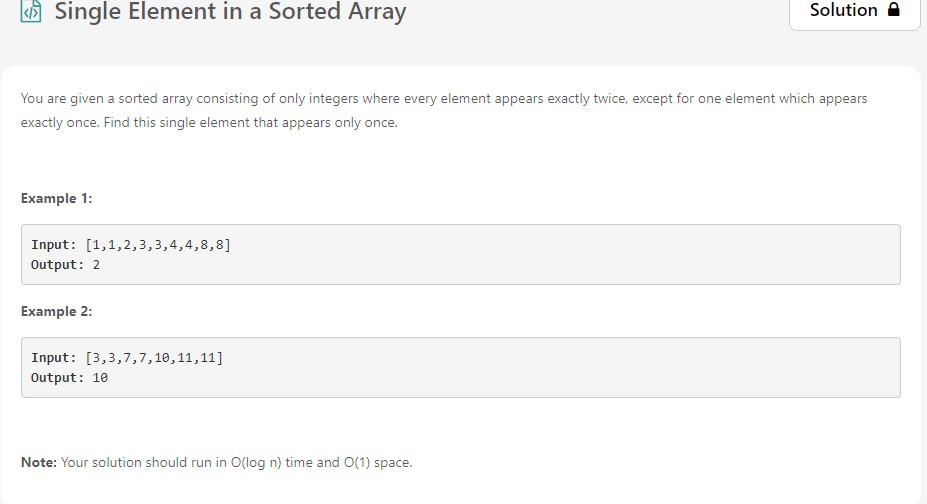 Single Element in a Sorted Array
Solution
You are given a sorted array consisting of only integers where every element appears exactly twice, except for one element which appears
exactly once. Find this single element that appears only once.
Example 1:
Input: [1,1,2,3,3,4,4,8,8]
Output: 2
Example 2:
Input: [3,3,7,7,10,11,11]
Output: 10
Note: Your solution should run in O(log n) time and O(1) space.